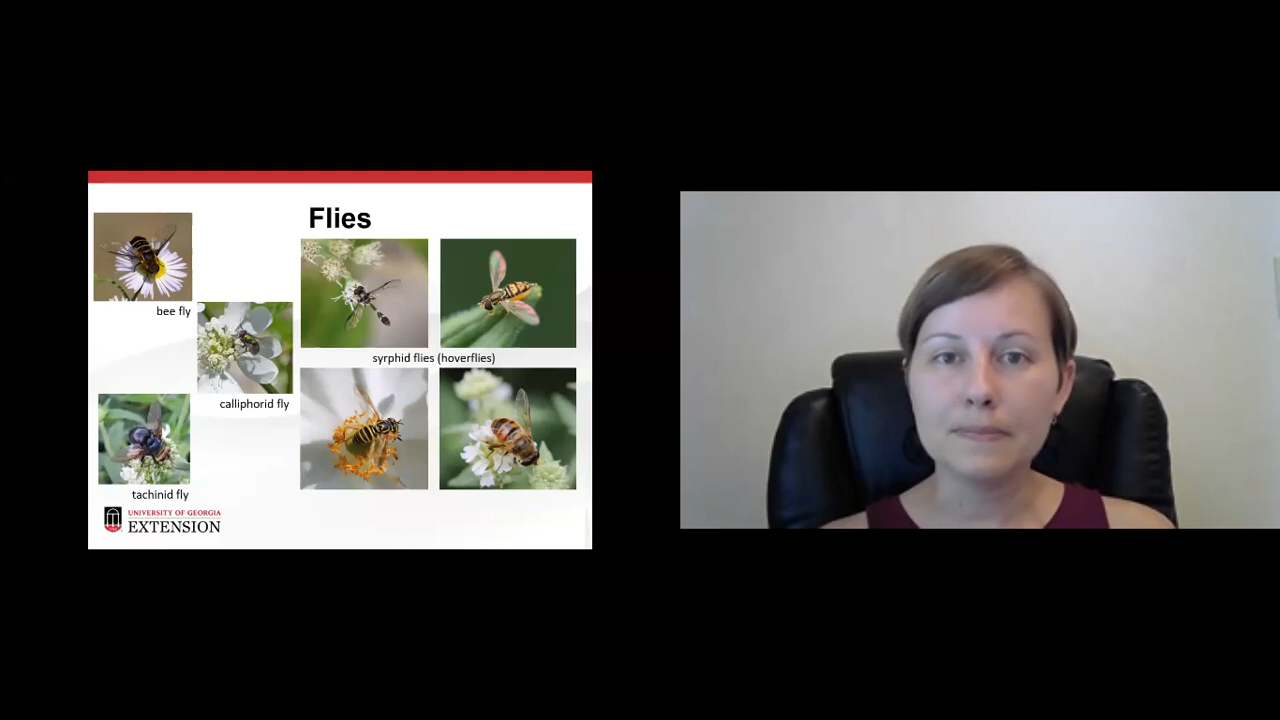 Flies
bee fly
syrphid flies (hoverflies)
calliphorid fly
tachinid fly
UNIVERSITY OF GEORGIA
EXTENSION